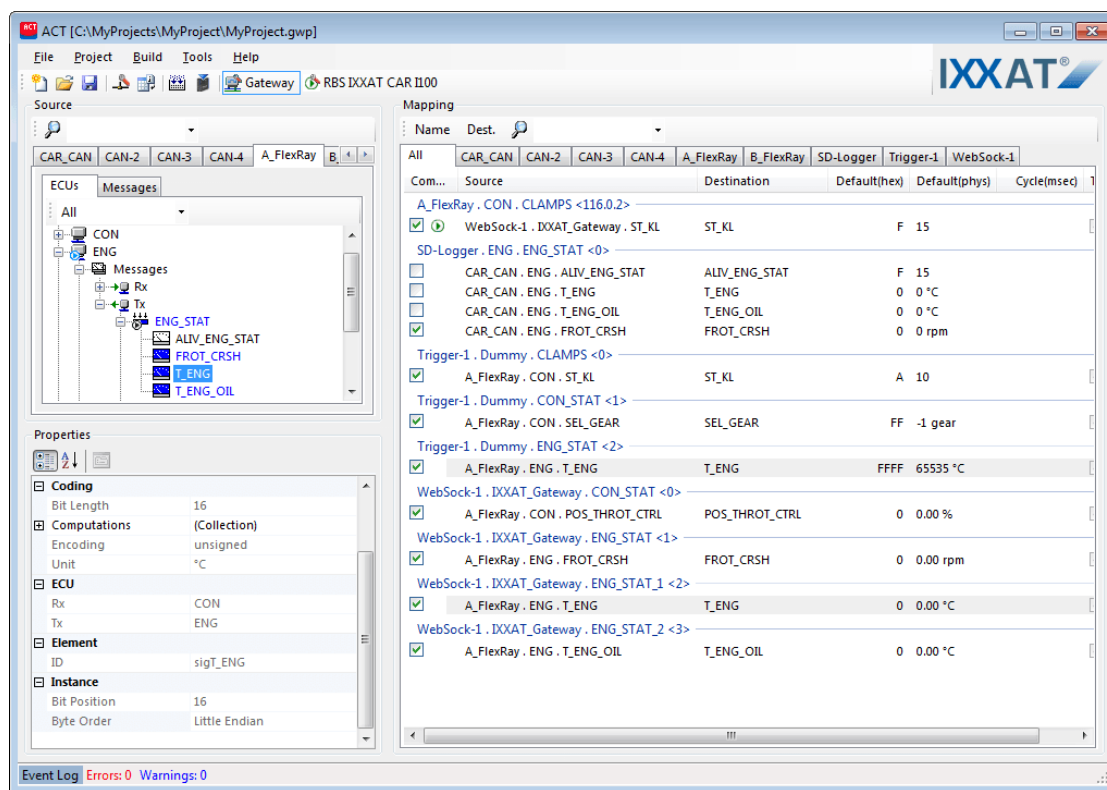 ACT [C:\MyProjects\MyProject\MyProject.gwp]
File Project Build Tools Help
IXXAT®
Gateway RBS IXXAT CAR I100
Source
CAR_CAN CAN-2 CAN-3 CAN-4 A_FlexRay B_
ECUs Messages
All
CON
ENG
Messages
Rx
Tx
ENG_STAT
ALIV_ENG_STAT
FROT_CRSH
T_ENG
T_ENG_OIL
Properties
Coding
Bit Length 16
Computations (Collection)
Encoding unsigned
Unit °C
ECU
Rx CON
Tx ENG
Element
ID sigT_ENG
Instance
Bit Position 16
Byte Order Little Endian
Mapping
Name Dest.
All CAR_CAN CAN-2 CAN-3 CAN-4 A_FlexRay B_FlexRay SD-Logger Trigger-1 WebSock-1
Com... Source Destination Default(hex) Default(phys) Cycle(msec)
A_FlexRay . CON . CLAMPS <116.0.2>
WebSock-1 . IXXAT_Gateway . ST_KL ST_KL F 15
SD-Logger . ENG . ENG_STAT <0>
CAR_CAN . ENG . ALIV_ENG_STAT ALIV_ENG_STAT F 15
CAR_CAN . ENG . T_ENG T_ENG 0 0 °C
CAR_CAN . ENG . T_ENG_OIL T_ENG_OIL 0 0 °C
CAR_CAN . ENG . FROT_CRSH FROT_CRSH 0 0 rpm
Trigger-1 . Dummy . CLAMPS <0>
A_FlexRay . CON . ST_KL ST_KL A 10
Trigger-1 . Dummy . CON_STAT <1>
A_FlexRay . CON . SEL_GEAR SEL_GEAR FF -1 gear
Trigger-1 . Dummy . ENG_STAT <2>
A_FlexRay . ENG . T_ENG T_ENG FFFF 65535 °C
WebSock-1 . IXXAT_Gateway . CON_STAT <0>
A_FlexRay . CON . POS_THROT_CTRL POS_THROT_CTRL 0 0.00 %
WebSock-1 . IXXAT_Gateway . ENG_STAT <1>
A_FlexRay . ENG . FROT_CRSH FROT_CRSH 0 0.00 rpm
WebSock-1 . IXXAT_Gateway . ENG_STAT_1 <2>
A_FlexRay . ENG . T_ENG T_ENG 0 0.00 °C
WebSock-1 . IXXAT_Gateway . ENG_STAT_2 <3>
A_FlexRay . ENG . T_ENG_OIL T_ENG_OIL 0 0.00 °C
Event Log Errors: 0 Warnings: 0